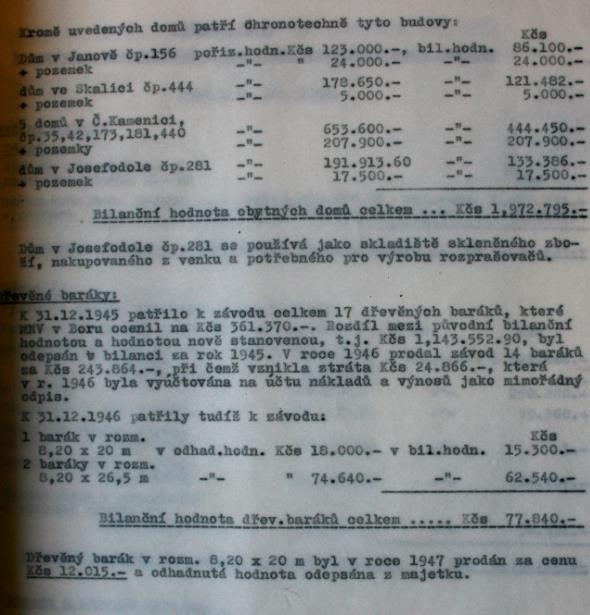 Kromě uvedených domů patří Chronotechně tyto budovy:
Kčs
Dům v Janově čp.156 poříz.hodn.Kčs 123.000.-, bil.hodn. 86.100.-
+ pozemek -"- " 24.000.- -"- 24.000.-
dům ve Skalici čp.444 -"- 178.650.- -"- 121.482.-
+ pozemek -"- 5.000.- -"- 5.000.-
5 domů v Č.Kamenici,
čp.35,42,173,181,440 -"- 653.600.- -"- 444.450.-
+ pozemky -"- 207.900.- -"- 207.900.-
dům v Josefodole čp.281 -"- 191.913.60 -"- 133.386.-
+ pozemek -"- 17.500.- -"- 17.500.-
Bilanční hodnota obytných domů celkem ... Kčs 1,972.795.-
Dům v Josefodole čp.281 se používá jako skladiště skleněného zbo-
ží, nakupovaného z venku a potřebného pro výrobu rozprašovačů.
Dřevěné baráky:
K 31.12.1945 patřilo k závodu celkem 17 dřevěných baráků, které
MNV v Boru ocenil na Kčs 361.370.-. Rozdíl mezi původní bilanční
hodnotou a hodnotou nově stanovenou, t.j. Kčs 1,143.552.90, byl
odepsán v bilanci za rok 1945. V roce 1946 prodal závod 14 baráků
za Kčs 243.864.-, při čemž vznikla ztráta Kčs 24.866.-, která
v r. 1946 byla vyúčtována na účtu nákladů a výnosů jako mimořádný
odpis.
K 31.12.1946 patřily tudíž k závodu:
1 barák v rozm. Kčs
8,20 x 20 m v odhad.hodn. Kčs 18.000.- v bil.hodn. 15.300.-
2 baráky v rozm.
8,20 x 26,5 m -"- " 74.640.- -"- 62.540.-
Bilanční hodnota dřev.baráků celkem ..... Kčs 77.840.-
Dřevěný barák v rozm. 8,20 x 20 m byl v roce 1947 prodán za cenu
Kčs 12.015.- a odhadnutá hodnota odepsána z majetku.